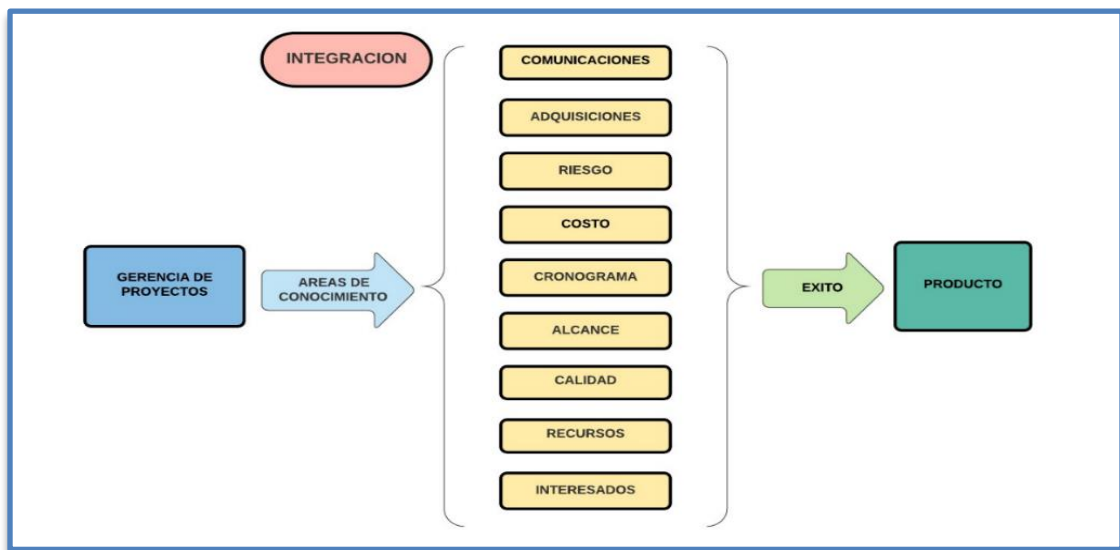 INTEGRACION
GERENCIA DE
PROYECTOS
AREAS DE
CONOCIMIENTO
COMUNICACIONES
ADQUISICIONES
RIESGO
COSTO
CRONOGRAMA
ALCANCE
CALIDAD
RECURSOS
INTERESADOS
EXITO
PRODUCTO